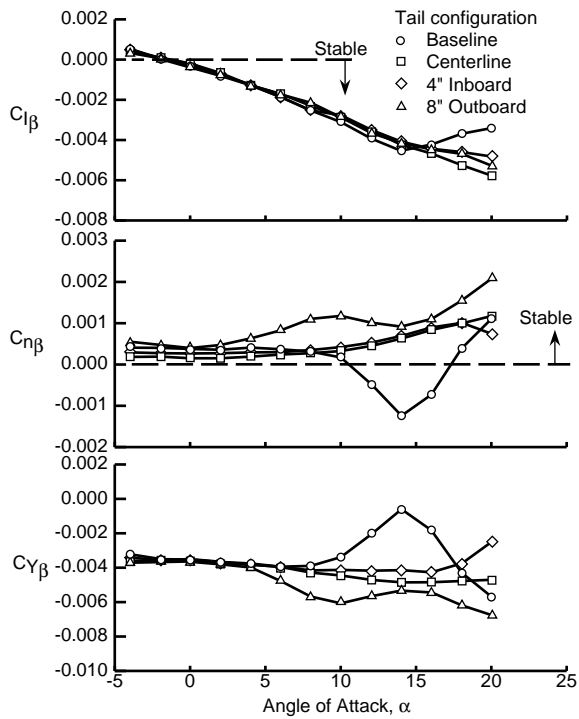 Tail configuration
Baseline
Centerline
4" Inboard
8" Outboard
Stable
0.002
0.000
-0.002
-0.004
-0.006
-0.008
Clβ
0.003
0.002
0.001
0.000
-0.001
-0.002
Cnβ
Stable
0.002
0.000
-0.002
-0.004
-0.006
-0.008
-0.010
CYβ
-5 0 5 10 15 20 25
Angle of Attack, α